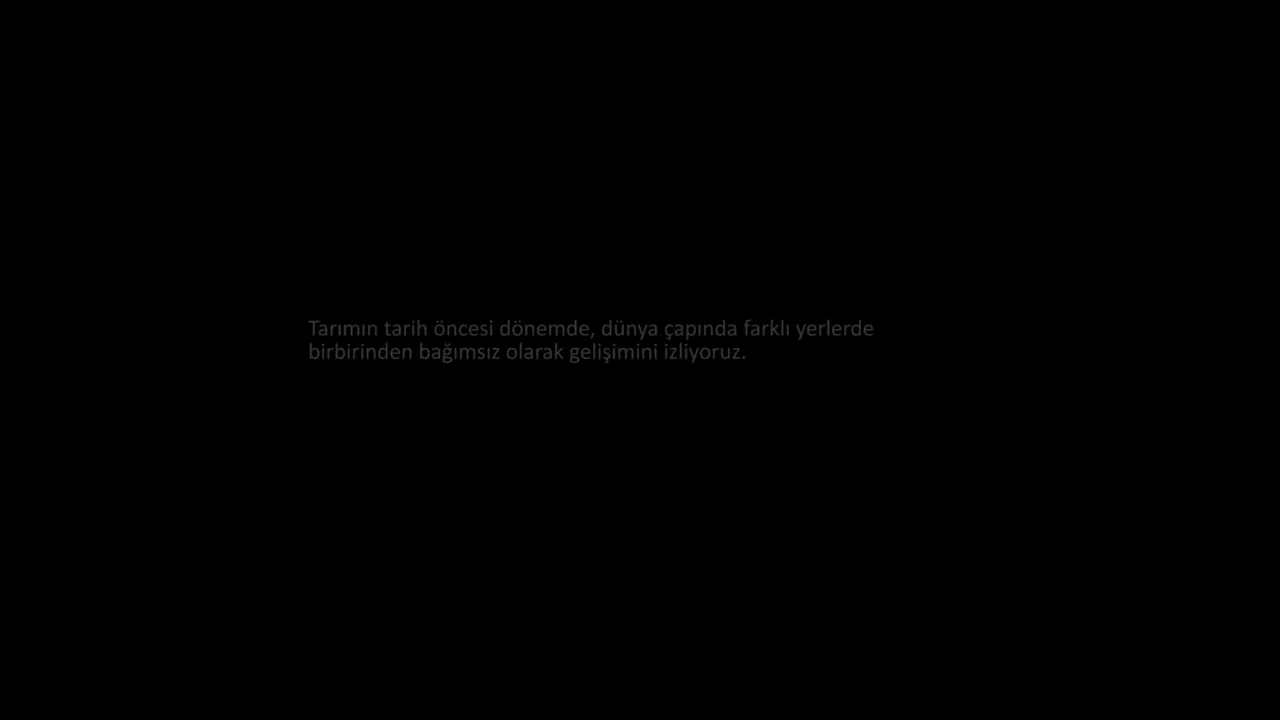 Tarımın tarih öncesi dönemde, dünya çapında farklı yerlerde
birbirinden bağımsız olarak gelişimini izliyoruz.